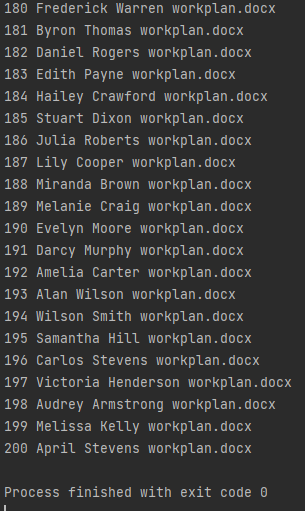 180 Frederick Warren workplan.docx
181 Byron Thomas workplan.docx
182 Daniel Rogers workplan.docx
183 Edith Payne workplan.docx
184 Hailey Crawford workplan.docx
185 Stuart Dixon workplan.docx
186 Julia Roberts workplan.docx
187 Lily Cooper workplan.docx
188 Miranda Brown workplan.docx
189 Melanie Craig workplan.docx
190 Evelyn Moore workplan.docx
191 Darcy Murphy workplan.docx
192 Amelia Carter workplan.docx
193 Alan Wilson workplan.docx
194 Wilson Smith workplan.docx
195 Samantha Hill workplan.docx
196 Carlos Stevens workplan.docx
197 Victoria Henderson workplan.docx
198 Audrey Armstrong workplan.docx
199 Melissa Kelly workplan.docx
200 April Stevens workplan.docx
Process finished with exit code 0